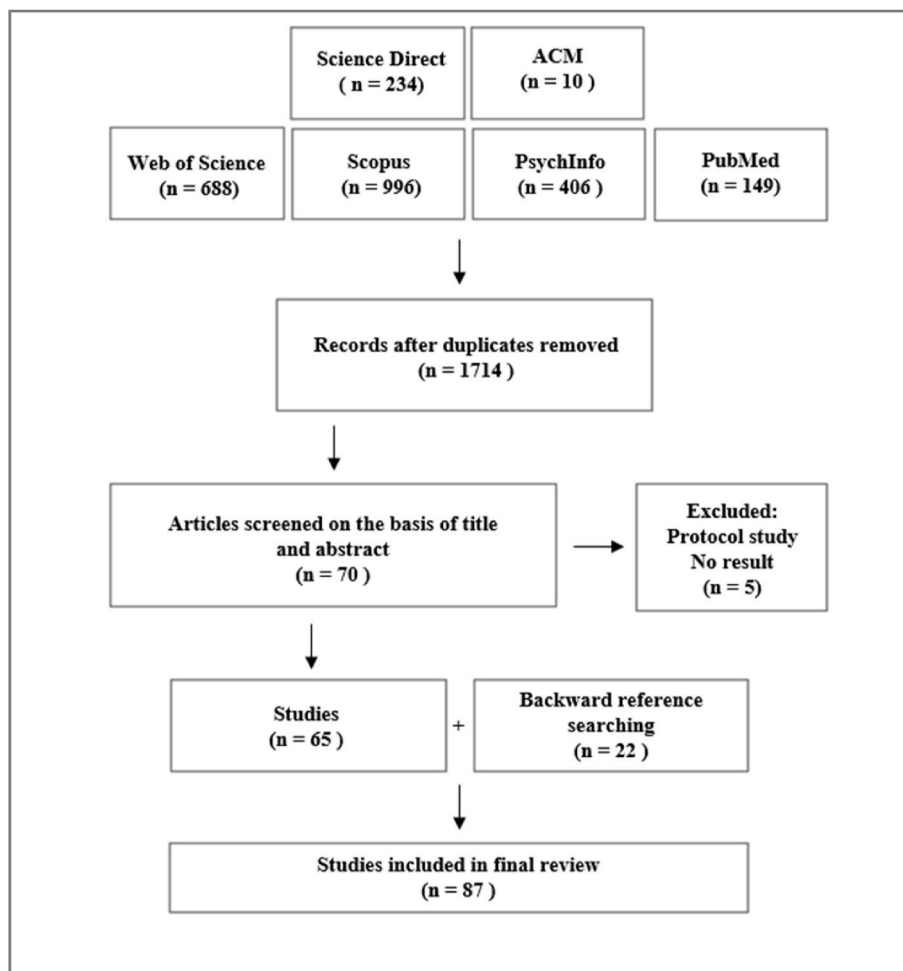 Science Direct
( n = 234)
ACM
(n = 10 )
Web of Science
(n = 688)
Scopus
(n = 996)
PsychInfo
(n = 406 )
PubMed
(n = 149)
Records after duplicates removed
(n = 1714 )
Articles screened on the basis of title
and abstract
(n = 70 )
Excluded:
Protocol study
No result
(n = 5)
Studies
(n = 65 )
+
Backward reference
searching
(n = 22 )
Studies included in final review
(n = 87 )